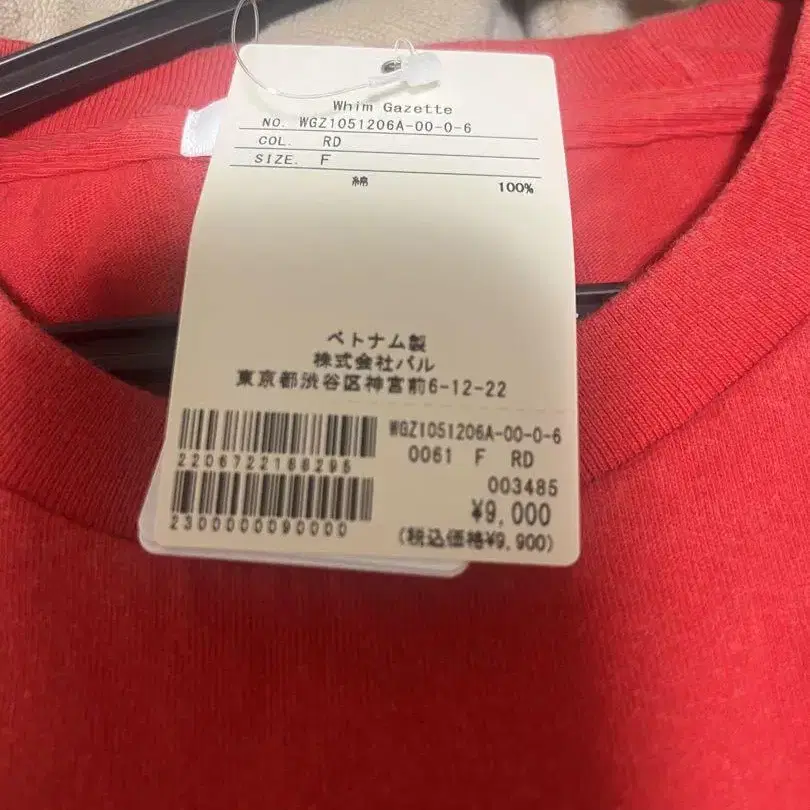 Whim Gazette
NO. WGZ1051206A-00-0-6
COL. RD
SIZE. F
綿 100%
ベトナム製
株式会社パル
東京都渋谷区神宮前6-12-22
WGZ1051206A-00-0-6
2206722168295 0061 F RD
003485
¥9,000
2300000090000 (税込価格¥9,900)